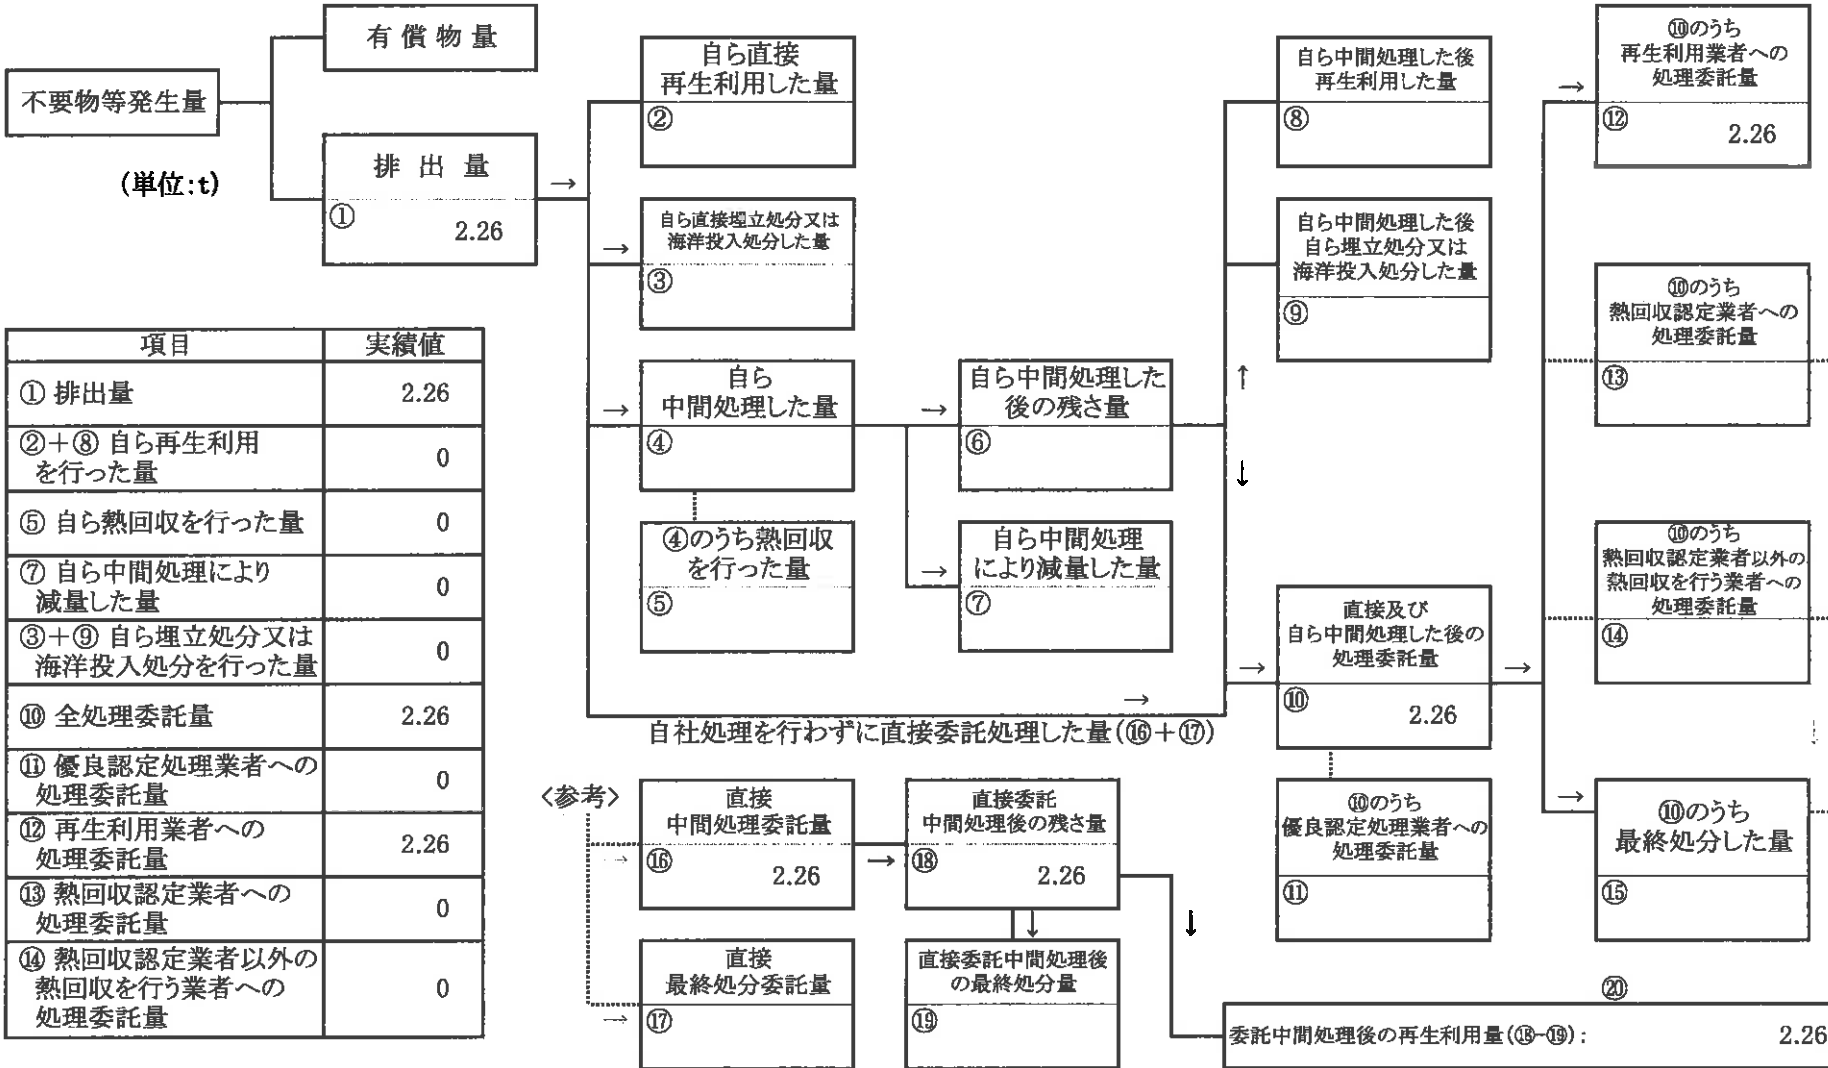 有償物量
不要物等発生量
(単位:t)
排出量
①
2.26
→
自ら直接
再生利用した量
②
→
自ら直接埋立処分又は
海洋投入処分した量
③
→
自ら
中間処理した量
④
④のうち熱回収
を行った量
⑤
→
自ら中間処理した
後の残さ量
⑥
→
自ら中間処理
により減量した量
⑦
自ら中間処理した後
再生利用した量
⑧
自ら中間処理した後
自ら埋立処分又は
海洋投入処分した量
⑨
↑
↓
→
自社処理を行わずに直接委託処理した量(⑯+⑰)
→
直接及び
自ら中間処理した後の
処理委託量
⑩
2.26
→
⑩のうち
優良認定処理業者への
処理委託量
⑪
→
⑩のうち
再生利用業者への
処理委託量
⑫
2.26
⑩のうち
熱回収認定業者への
処理委託量
⑬
⑩のうち
熱回収認定業者以外の
熱回収を行う業者への
処理委託量
⑭
↓
→
⑩のうち
最終処分した量
⑮
項目 実績値
① 排出量 2.26
②+⑧ 自ら再生利用
を行った量 0
⑤ 自ら熱回収を行った量 0
⑦ 自ら中間処理により
減量した量 0
③+⑨ 自ら埋立処分又は
海洋投入処分を行った量 0
⑩ 全処理委託量 2.26
⑪ 優良認定処理業者への
処理委託量 0
⑫ 再生利用業者への
処理委託量 2.26
⑬ 熱回収認定業者への
処理委託量 0
⑭ 熱回収認定業者以外の
熱回収を行う業者への
処理委託量 0
〈参考〉
→
直接
中間処理委託量
⑯
2.26
→
直接委託
中間処理後の残さ量
⑱
2.26
→
直接
最終処分委託量
⑰
↓
直接委託中間処理後
の最終処分量
⑲
↓
⑳
委託中間処理後の再生利用量(⑱-⑲): 2.26